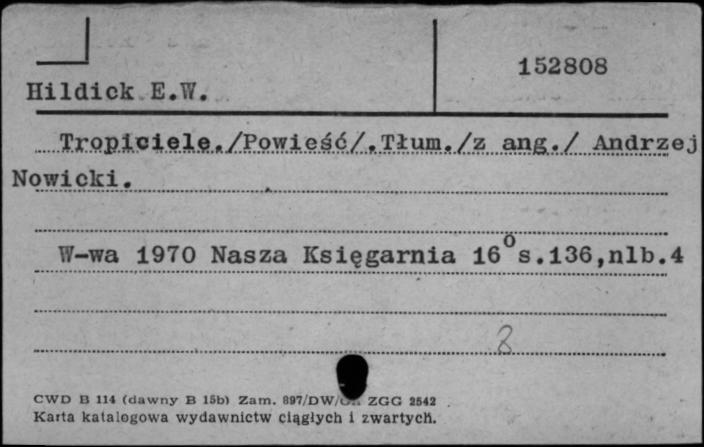 152808
Hildick E.W.
Tropiciele./Powieść/.Tłum./z ang./ Andrzej
Nowicki.
W-wa 1970 Nasza Księgarnia 16° s.136,nlb.4
8
CWD B 114 (dawny B 15b) Zam. 897/DW/ ZGG 2542
Karta katalogowa wydawnictw ciągłych i zwartych.